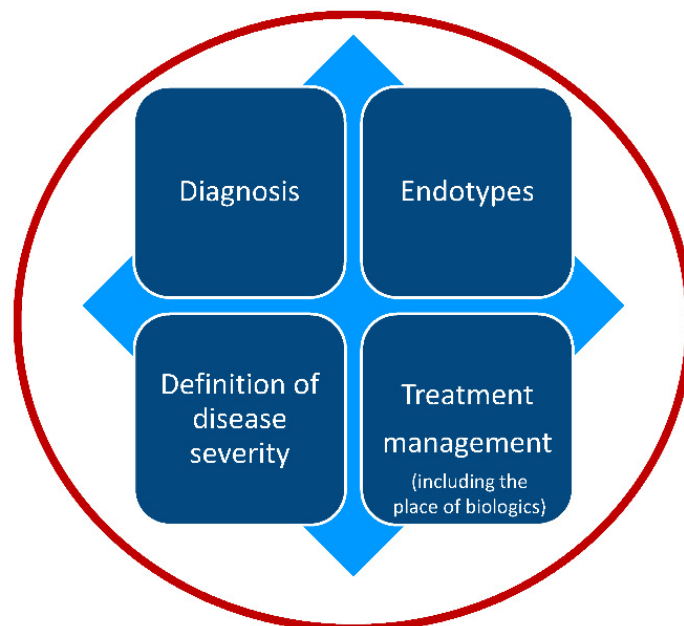 Diagnosis
Endotypes
Definition of
disease
severity
Treatment
management
(including the
place of biologics)